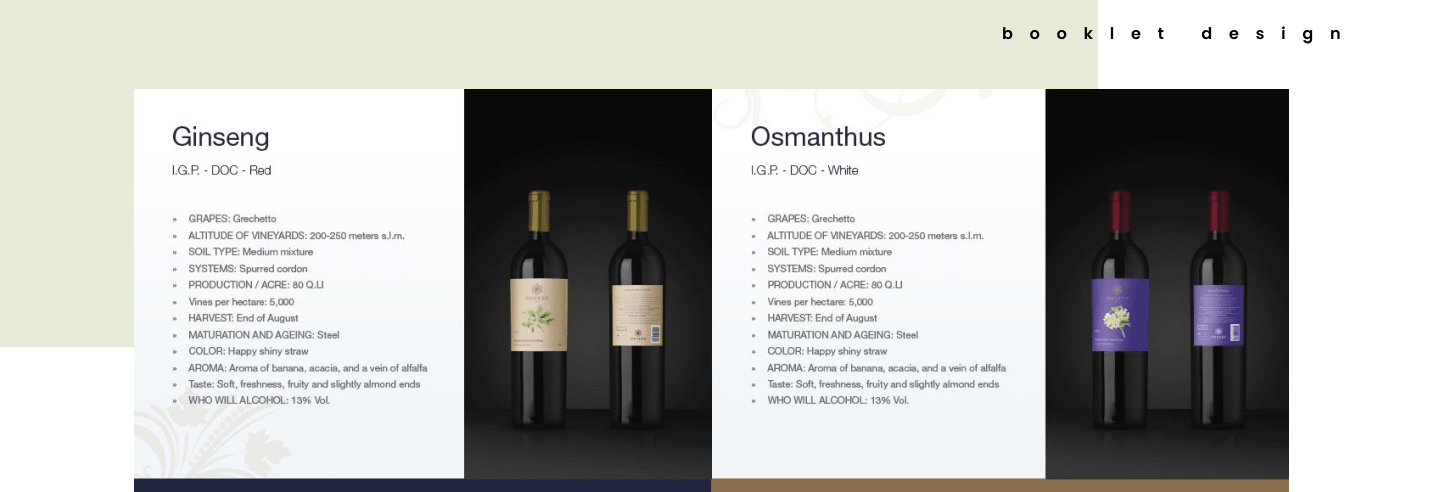 booklet design
Ginseng
I.G.P. - DOC - Red
» GRAPES: Grechetto
» ALTITUDE OF VINEYARDS: 200-250 meters s.l.m.
» SOIL TYPE: Medium mixture
» SYSTEMS: Spurred cordon
» PRODUCTION / ACRE: 80 Q.LI
» Vines per hectare: 5,000
» HARVEST: End of August
» MATURATION AND AGEING: Steel
» COLOR: Happy shiny straw
» AROMA: Aroma of banana, acacia, and a vein of alfalfa
» Taste: Soft, freshness, fruity and slightly almond ends
» WHO WILL ALCOHOL: 13% Vol.
Osmanthus
I.G.P. - DOC - White
» GRAPES: Grechetto
» ALTITUDE OF VINEYARDS: 200-250 meters s.l.m.
» SOIL TYPE: Medium mixture
» SYSTEMS: Spurred cordon
» PRODUCTION / ACRE: 80 Q.LI
» Vines per hectare: 5,000
» HARVEST: End of August
» MATURATION AND AGEING: Steel
» COLOR: Happy shiny straw
» AROMA: Aroma of banana, acacia, and a vein of alfalfa
» Taste: Soft, freshness, fruity and slightly almond ends
» WHO WILL ALCOHOL: 13% Vol.